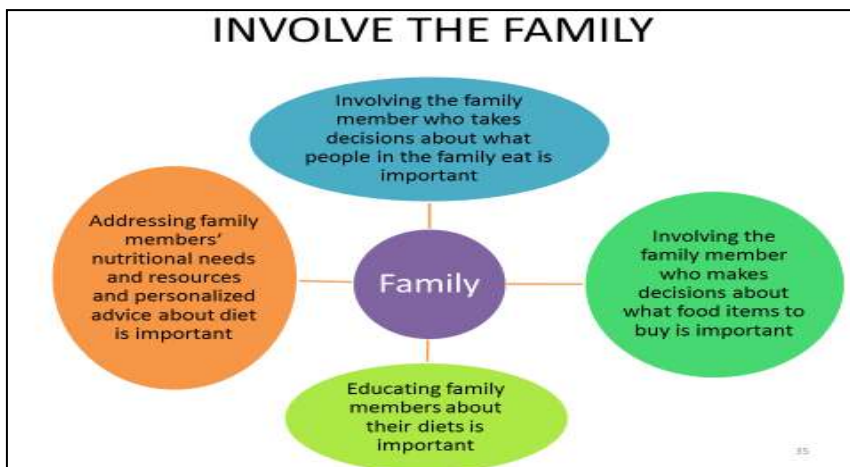 INVOLVE THE FAMILY
Involving the family
member who takes
decisions about what
people in the family eat is
important
Addressing family
members’
nutritional needs
and resources
and personalized
advice about diet
is important
Family
Involving the
family member
who makes
decisions about
what food items to
buy is important
Educating family
members about
their diets is
important
35